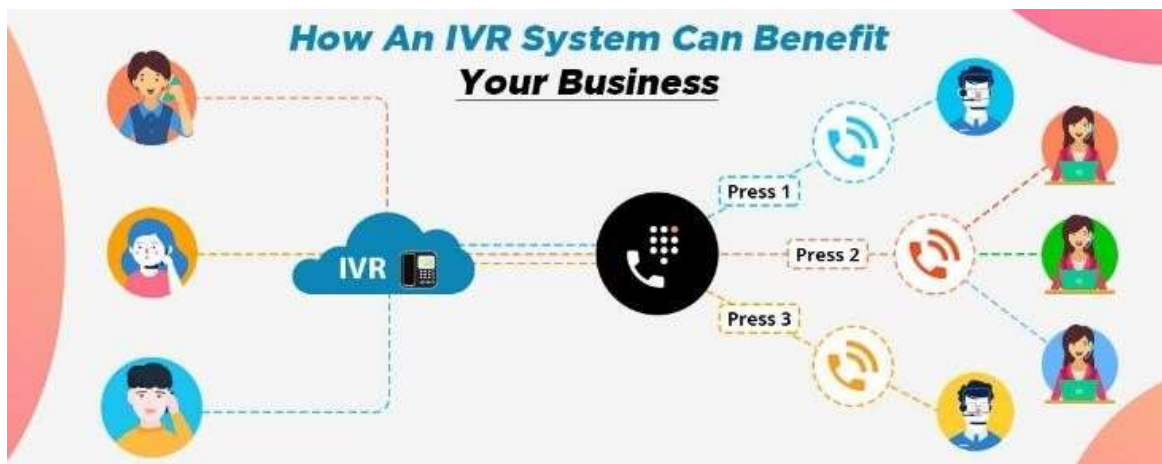 How An IVR System Can Benefit
Your Business
Press 1
IVR
Press 2
Press 3